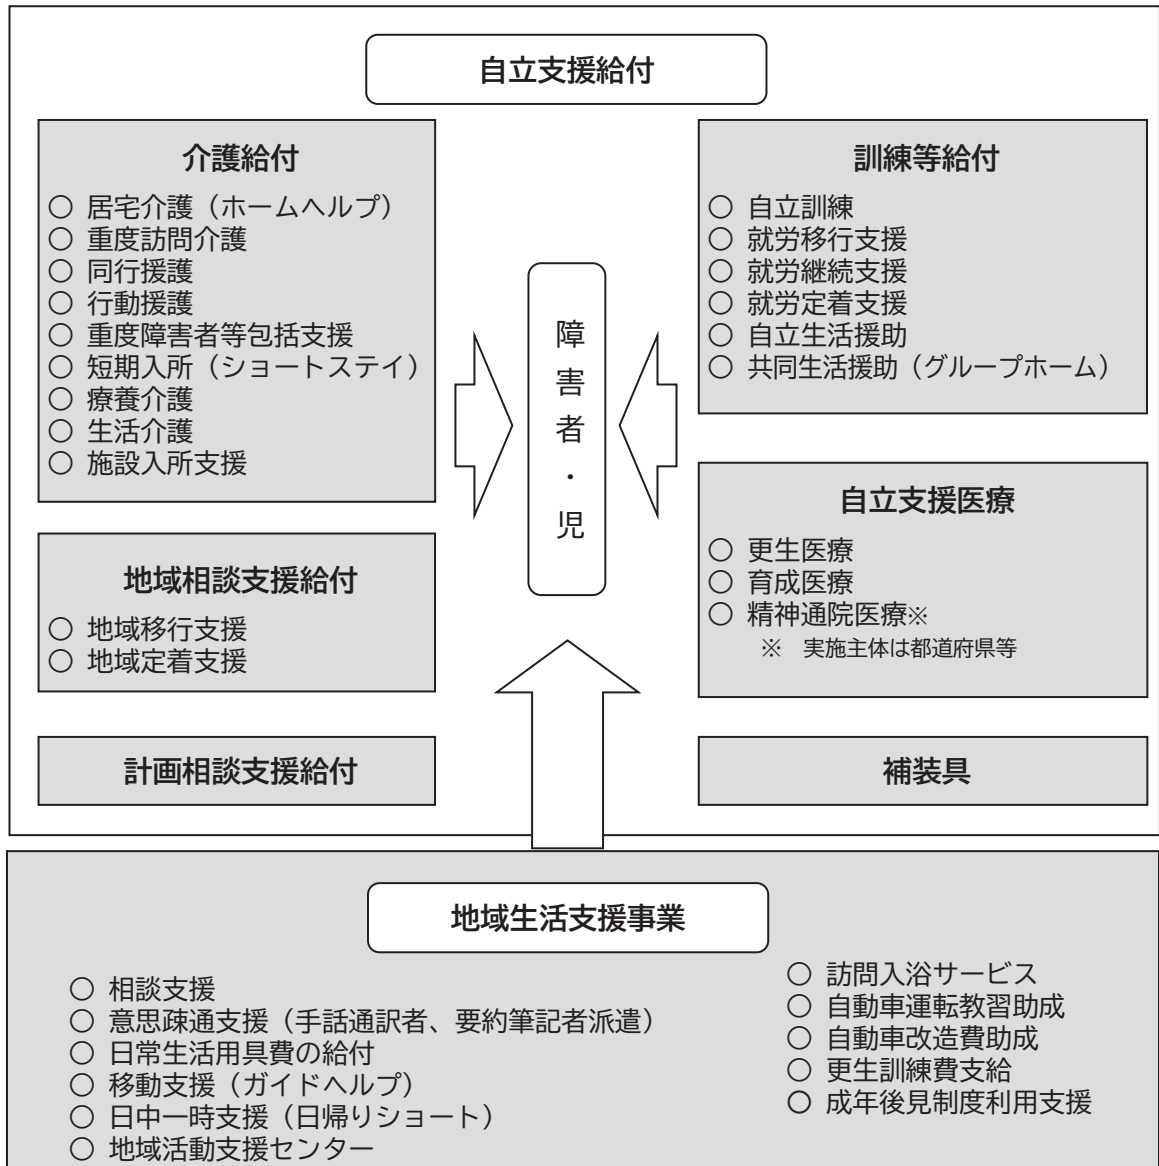 自立支援給付
介護給付
○ 居宅介護（ホームヘルプ）
○ 重度訪問介護
○ 同行援護
○ 行動援護
○ 重度障害者等包括支援
○ 短期入所（ショートステイ）
○ 療養介護
○ 生活介護
○ 施設入所支援
地域相談支援給付
○ 地域移行支援
○ 地域定着支援
計画相談支援給付
障害者・児
訓練等給付
○ 自立訓練
○ 就労移行支援
○ 就労継続支援
○ 就労定着支援
○ 自立生活援助
○ 共同生活援助（グループホーム）
自立支援医療
○ 更生医療
○ 育成医療
○ 精神通院医療※
※　実施主体は都道府県等
補装具
地域生活支援事業
○ 相談支援
○ 意思疎通支援（手話通訳者、要約筆記者派遣）
○ 日常生活用具費の給付
○ 移動支援（ガイドヘルプ）
○ 日中一時支援（日帰りショート）
○ 地域活動支援センター
○ 訪問入浴サービス
○ 自動車運転教習助成
○ 自動車改造費助成
○ 更生訓練費支給
○ 成年後見制度利用支援